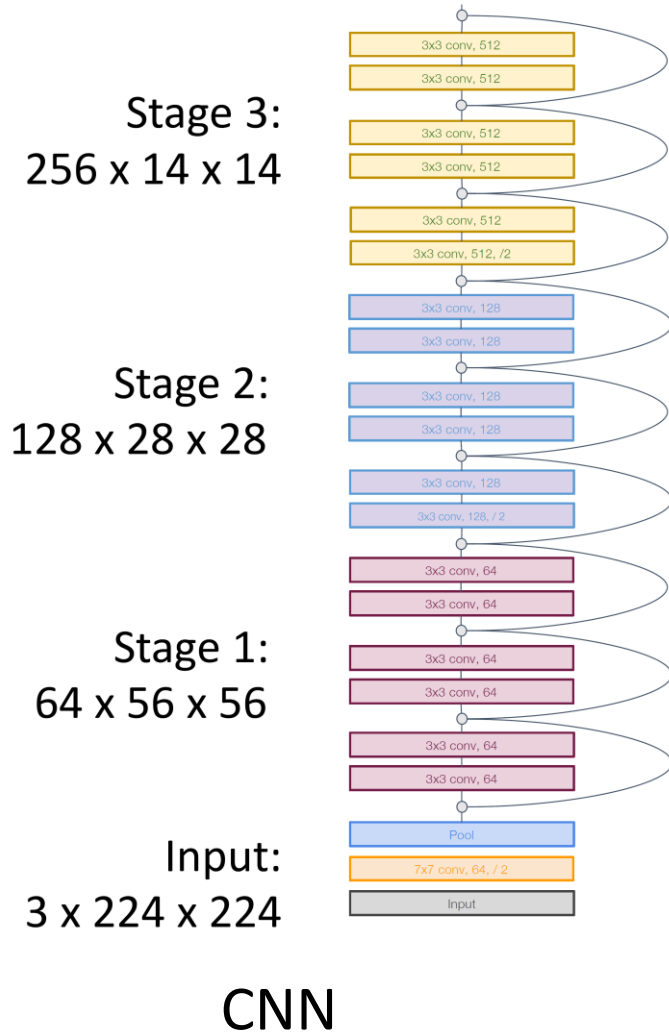 3x3 conv, 512
3x3 conv, 512
Stage 3:
256 x 14 x 14
3x3 conv, 512
3x3 conv, 512
3x3 conv, 512
3x3 conv, 512, /2
3x3 conv, 128
3x3 conv, 128
Stage 2:
128 x 28 x 28
3x3 conv, 128
3x3 conv, 128
3x3 conv, 128
3x3 conv, 128, / 2
3x3 conv, 64
3x3 conv, 64
Stage 1:
64 x 56 x 56
3x3 conv, 64
3x3 conv, 64
3x3 conv, 64
3x3 conv, 64
Pool
Input:
3 x 224 x 224
7x7 conv, 64, / 2
Input
CNN